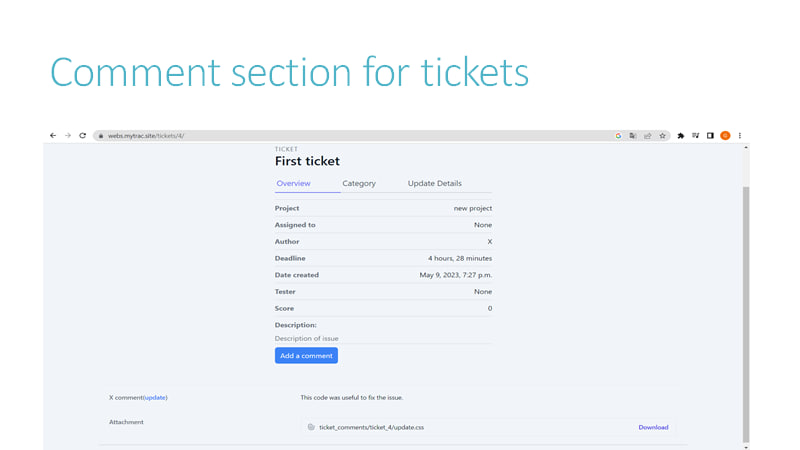 Comment section for tickets
webs.mytrac.site/tickets/4/
TICKET
First ticket
Overview Category Update Details
Project new project
Assigned to None
Author X
Deadline 4 hours, 28 minutes
Date created May 9, 2023, 7:27 p.m.
Tester None
Score 0
Description:
Description of issue
Add a comment
X comment(update) This code was useful to fix the issue.
Attachment ticket_comments/ticket_4/update.css Download